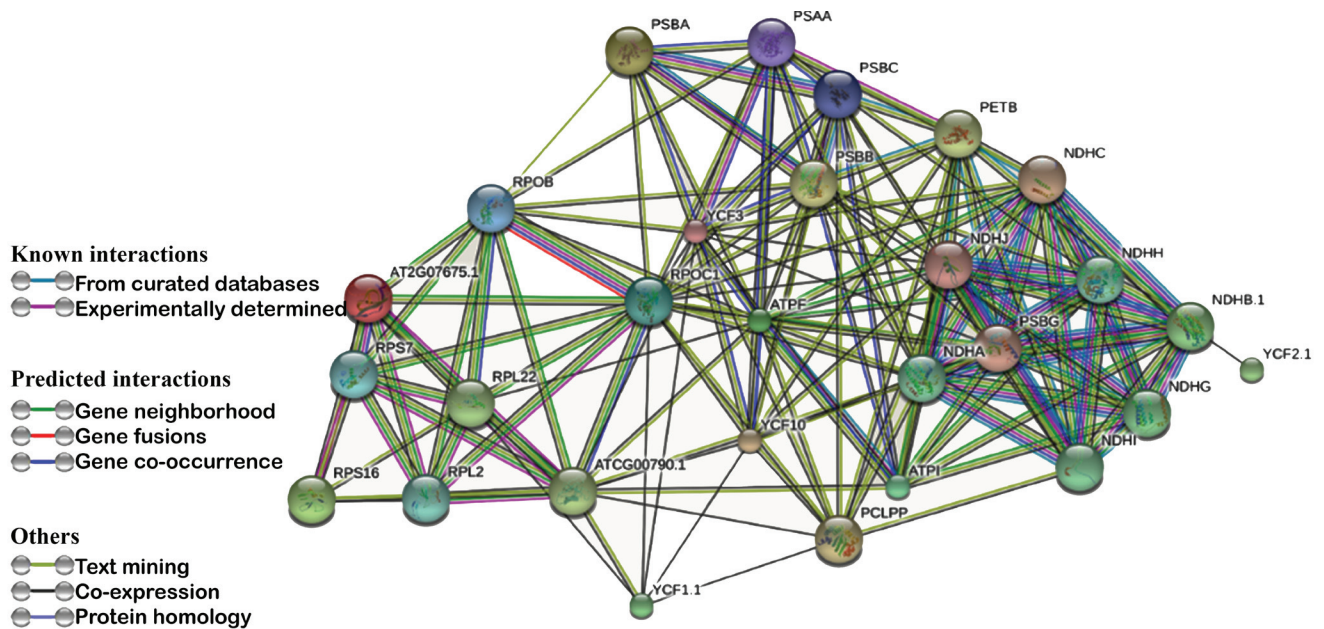 PSBA
PSAA
PSBC
PETB
NDHC
PSBB
RPOB
YCF3
NDHJ
NDHH
AT2G07675.1
RPOC1
ATPF
NDHB.1
PSBG
YCF2.1
RPS7
RPL22
NDHA
NDHG
YCF10
NDHI
RPS16
RPL2
ATCG00790.1
ATPI
PCLPP
YCF1.1
Known interactions
From curated databases
Experimentally determined
Predicted interactions
Gene neighborhood
Gene fusions
Gene co-occurrence
Others
Text mining
Co-expression
Protein homology